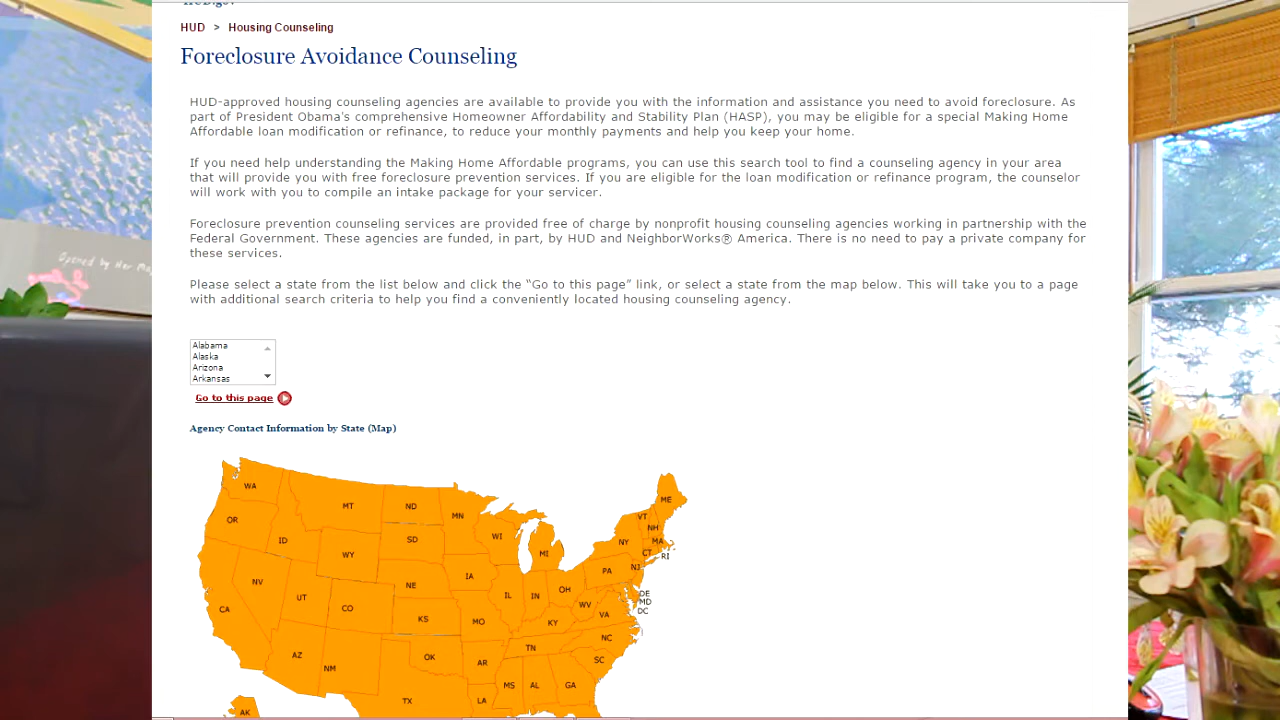 HUD > Housing Counseling
Foreclosure Avoidance Counseling
HUD-approved housing counseling agencies are available to provide you with the information and assistance you need to avoid foreclosure. As
part of President Obama's comprehensive Homeowner Affordability and Stability Plan (HASP), you may be eligible for a special Making Home
Affordable loan modification or refinance, to reduce your monthly payments and help you keep your home.
If you need help understanding the Making Home Affordable programs, you can use this search tool to find a counseling agency in your area
that will provide you with free foreclosure prevention services. If you are eligible for the loan modification or refinance program, the counselor
will work with you to compile an intake package for your servicer.
Foreclosure prevention counseling services are provided free of charge by nonprofit housing counseling agencies working in partnership with the
Federal Government. These agencies are funded, in part, by HUD and NeighborWorks® America. There is no need to pay a private company for
these services.
Please select a state from the list below and click the “Go to this page” link, or select a state from the map below. This will take you to a page
with additional search criteria to help you find a conveniently located housing counseling agency.
Opened by Her Ma
Alabama
Alaska
Arizona
Arkansas
Go to this page
Agency Contact Information by State (Map)
WA
MT
ND
MN
ME
OR
ID
WY
SD
WI
MI
NY
VT
NH
MA
CT
RI
NV
UT
CO
NE
IA
IL
IN
OH
PA
NJ
DE
MD
DC
CA
KS
MO
KY
WV
VA
AZ
NM
OK
AR
TN
NC
SC
TX
LA
MS
AL
GA
AK